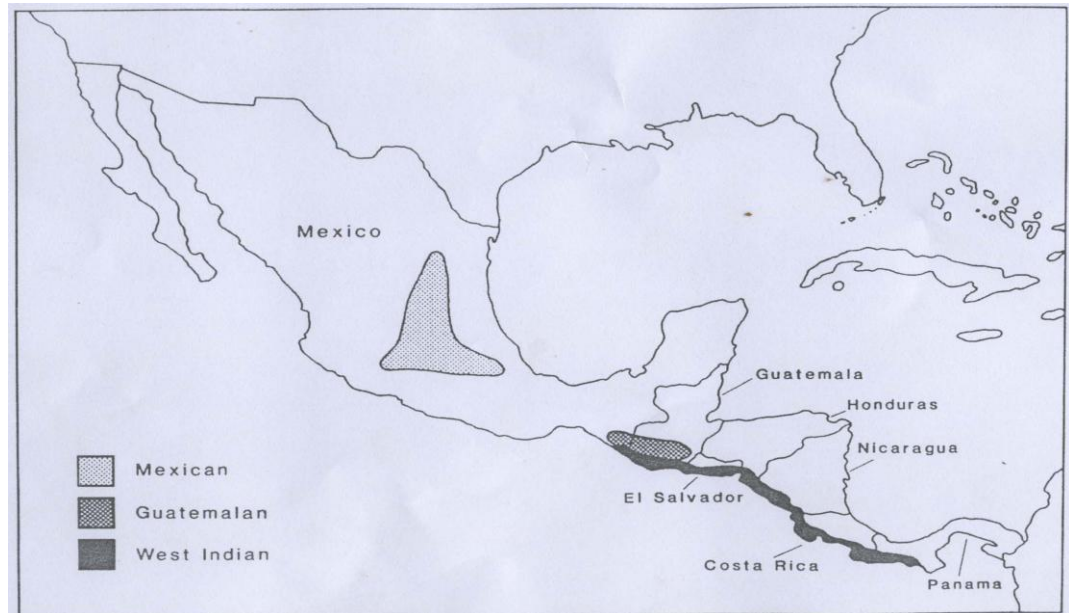 Mexico
Guatemala
Honduras
Nicaragua
El Salvador
Costa Rica
Panama
Mexican
Guatemalan
West Indian